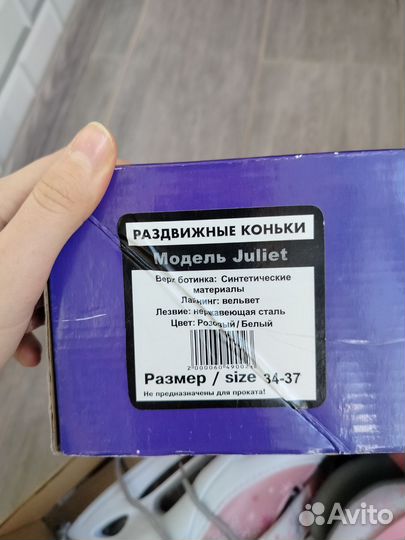 РАЗДВИЖНЫЕ КОНЬКИ
Модель Juliet
Верх ботинка: Синтетические
материалы
Лайнинг: вельвет
Лезвие: нержавеющая сталь
Цвет: Розовый/Белый
Размер / size 34-37
Не предназначены для проката!
Avito